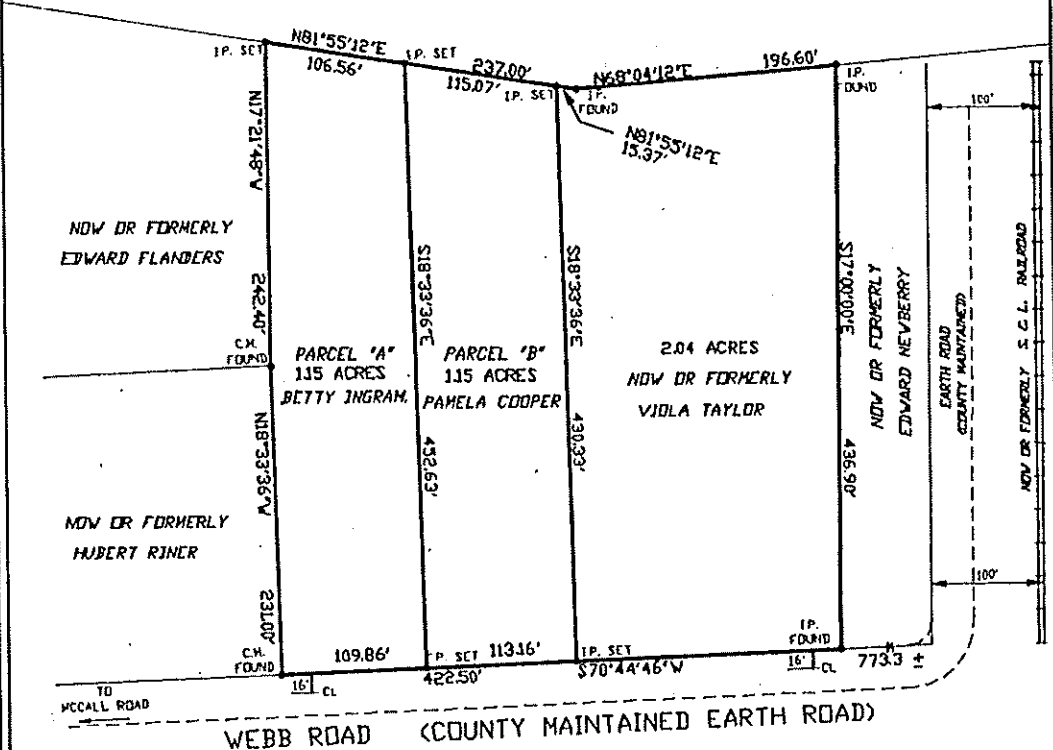 N81°55'12"E
I.P. SET
106.56'
I.P. SET
237.00'
115.07'
I.P. SET
I.P.
FOUND
N68°04'12"E
196.60'
I.P.
FOUND
N81°55'12"E
15.37'
100'
N17°21'48"W
242.40'
NOW OR FORMERLY
EDWARD FLANDERS
C.M.
FOUND
N18°33'36"W
231.00'
NOW OR FORMERLY
HUBERT RINER
C.M.
FOUND
PARCEL "A"
1.15 ACRES
BETTY INGRAM
S18°33'36"E
452.63'
PARCEL "B"
1.15 ACRES
PAMELA COOPER
S18°33'36"E
430.33'
2.04 ACRES
NOW OR FORMERLY
VIOLA TAYLOR
S17°00'00"E
436.90'
NOW OR FORMERLY
EDWARD NEWBERRY
EARTH ROAD
(COUNTY MAINTAINED)
NOW OR FORMERLY S & L RAILROAD
100'
I.P.
FOUND
109.86'
I.P. SET
113.16'
I.P. SET
422.50'
S70°44'46"W
16'
CL
16'
CL
773.3 ±
TO
MCCALL ROAD
WEBB ROAD (COUNTY MAINTAINED EARTH ROAD)